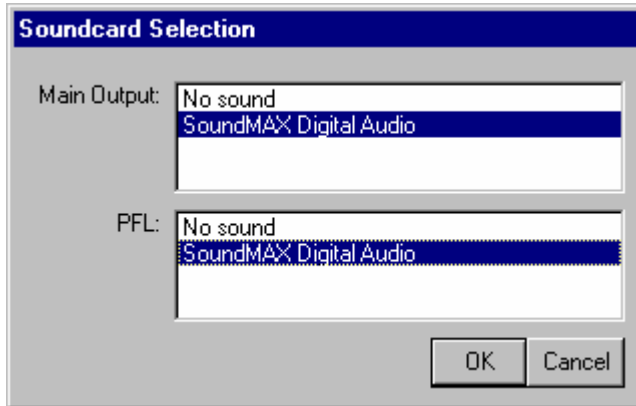 Soundcard Selection
Main Output:
No sound
SoundMAX Digital Audio
PFL:
No sound
SoundMAX Digital Audio
OK
Cancel